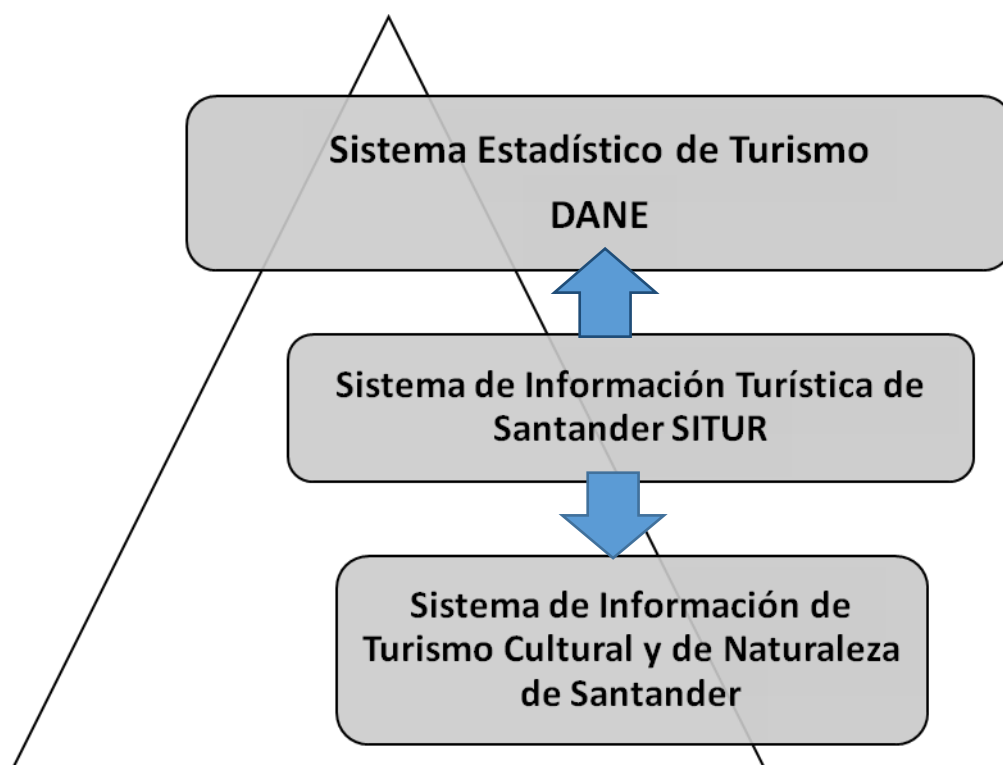 Sistema Estadístico de Turismo
DANE
Sistema de Información Turística de
Santander SITUR
Sistema de Información de
Turismo Cultural y de Naturaleza
de Santander